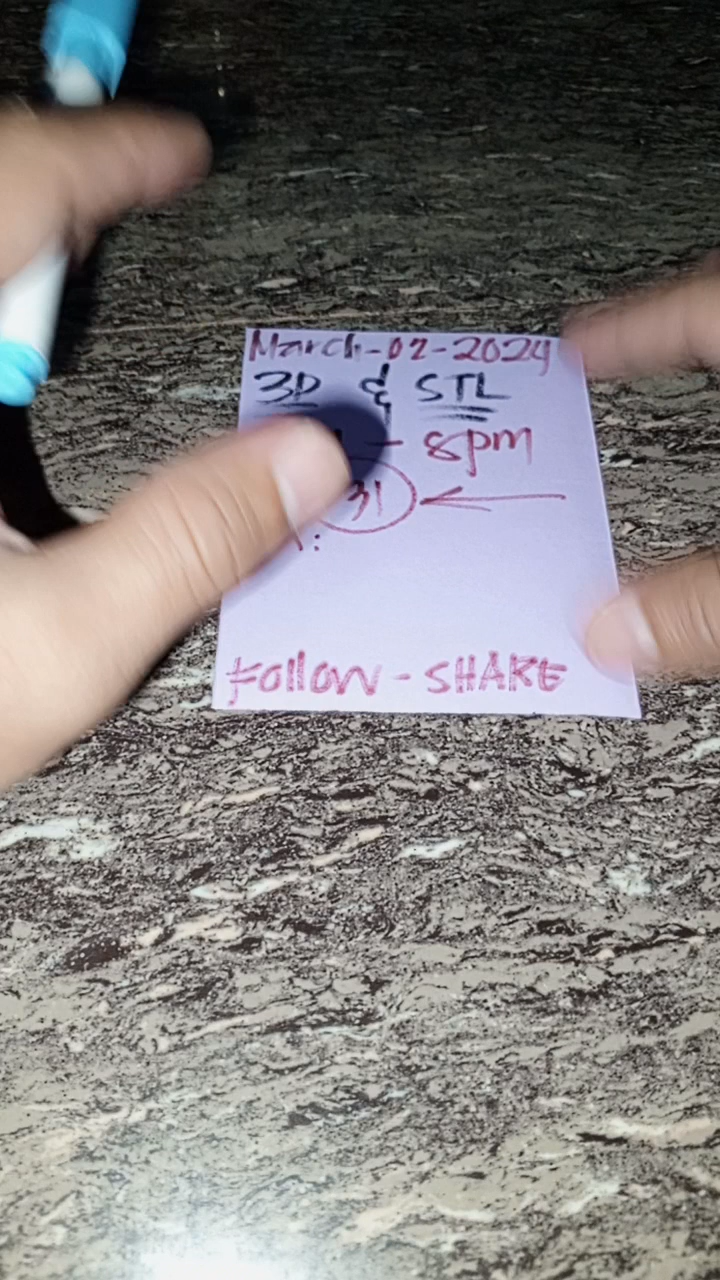 March-02-2024
3D & STL
- 8pm
31
:
Follow - SHARE